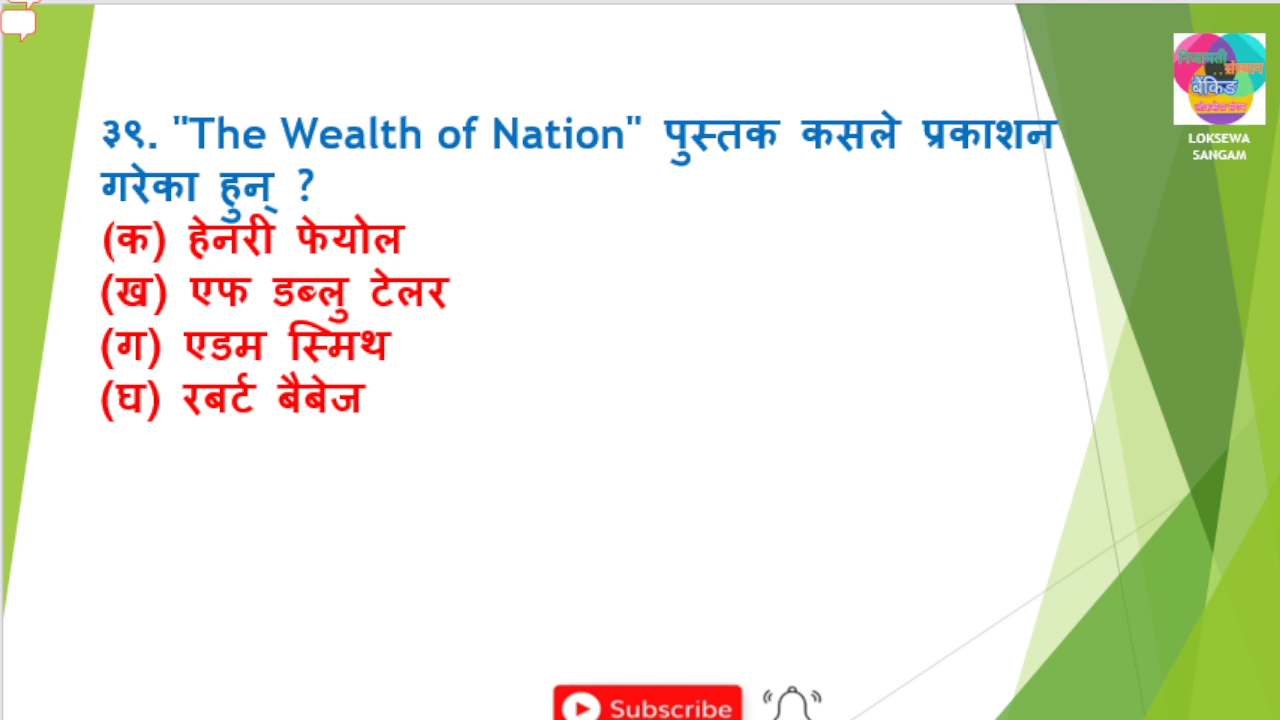 ३९. "The Wealth of Nation" पुस्तक कसले प्रकाशन
गरेका हुन् ?
(क) हेनरी फेयोल
(ख) एफ डब्लु टेलर
(ग) एडम स्मिथ
(घ) रबर्ट बैबेज
निजामती
संस्थान
बैंकिङ
LOKSEWA
SANGAM
Subscribe